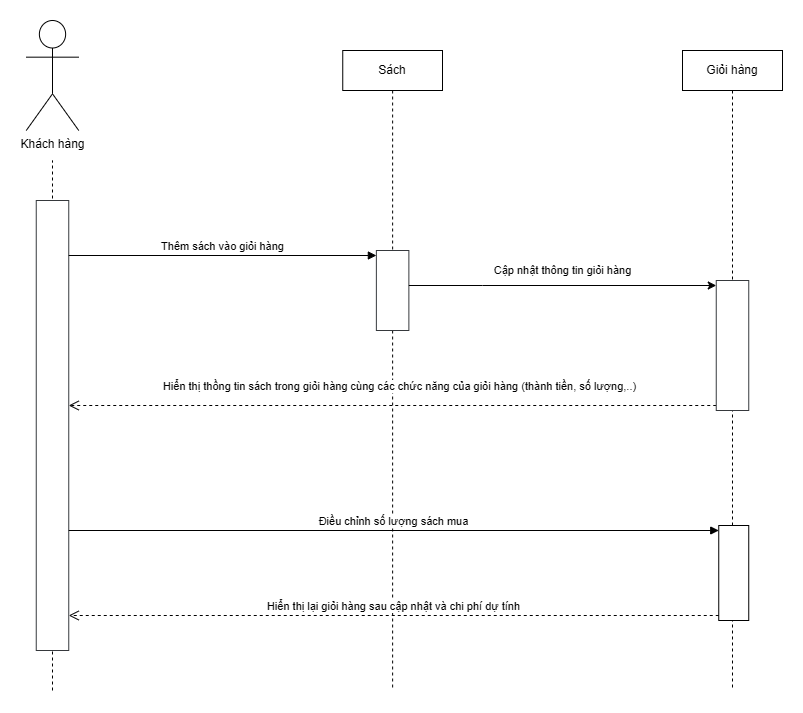 Khách hàng
Sách
Giỏi hàng
Thêm sách vào giỏi hàng
Cập nhật thông tin giỏi hàng
Hiển thị thồng tin sách trong giỏi hàng cùng các chức năng của giỏi hàng (thành tiền, số lượng,..)
Điều chỉnh số lượng sách mua
Hiển thị lại giỏi hàng sau cập nhật và chi phí dự tính